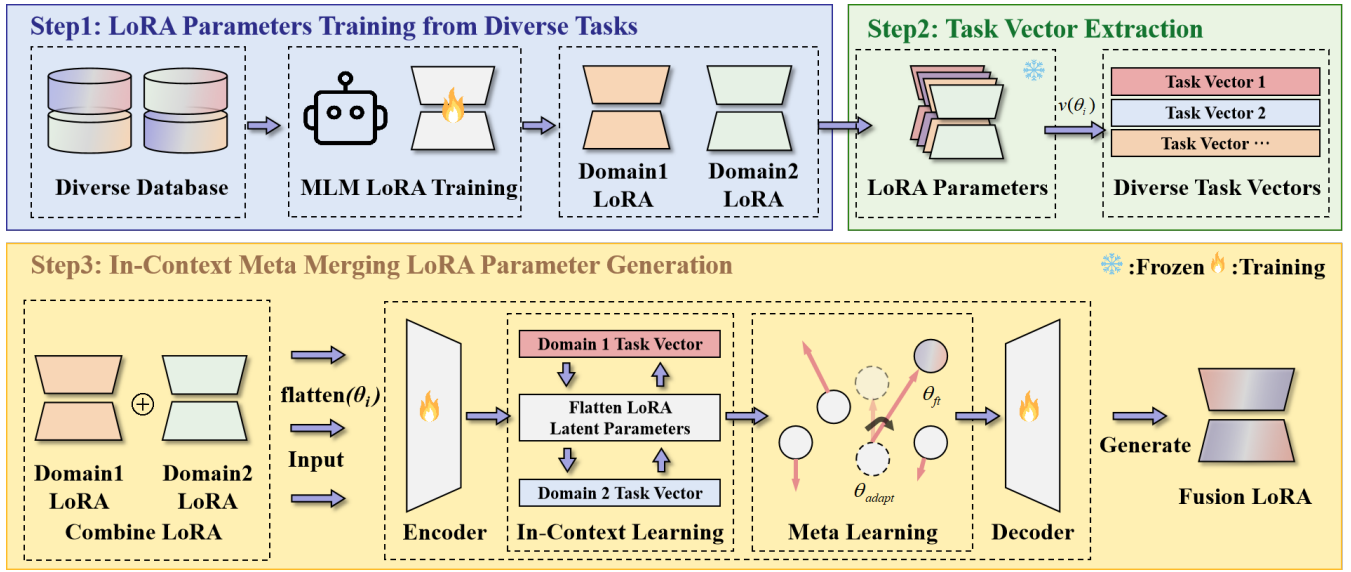 Step1: LoRA Parameters Training from Diverse Tasks
Diverse Database
MLM LoRA Training
Domain1
LoRA
Domain2
LoRA
Step2: Task Vector Extraction
LoRA Parameters
v(θi)
Task Vector 1
Task Vector 2
Task Vector ⋯
Diverse Task Vectors
Step3: In-Context Meta Merging LoRA Parameter Generation
:Frozen
:Training
Domain1
LoRA
Domain2
LoRA
Combine LoRA
flatten(θi)
Input
Encoder
Domain 1 Task Vector
Flatten LoRA
Latent Parameters
Domain 2 Task Vector
In-Context Learning
θft
θadapt
Meta Learning
Decoder
Generate
Fusion LoRA